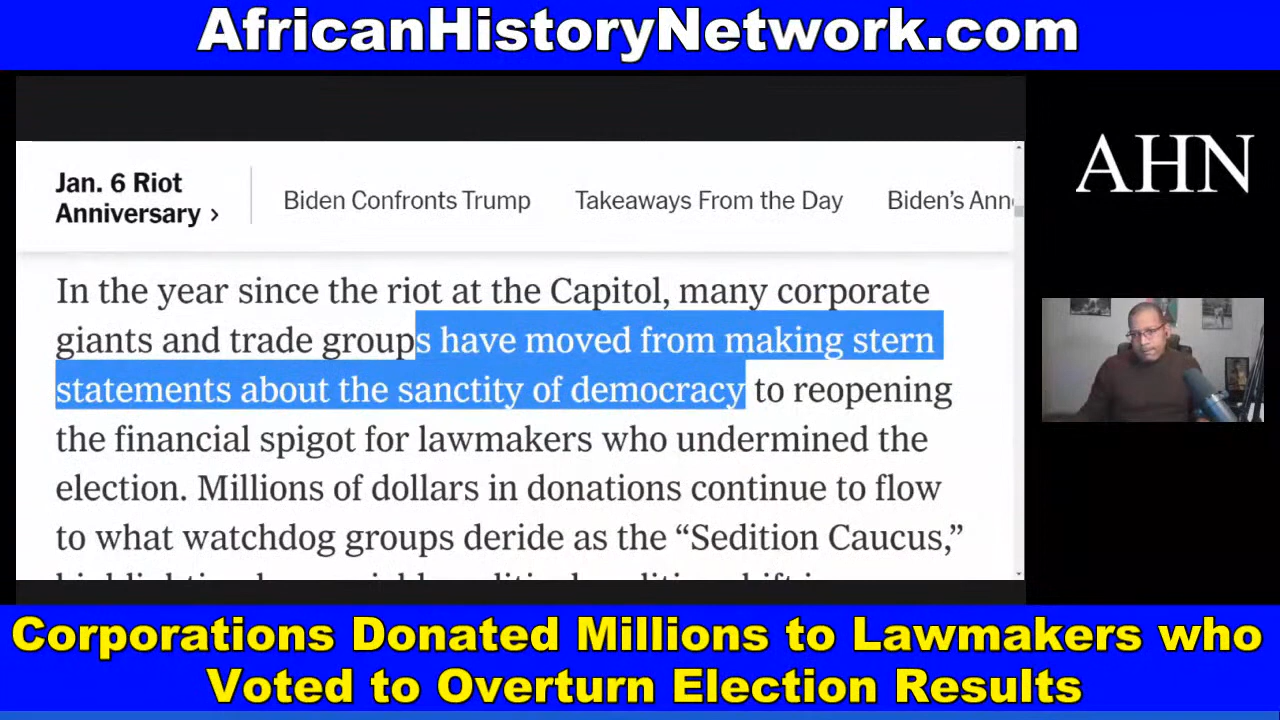 AfricanHistoryNetwork.com
AHN
Jan. 6 Riot
Anniversary ›
Biden Confronts Trump
Takeaways From the Day
Biden's Ann
In the year since the riot at the Capitol, many corporate
giants and trade groups have moved from making stern
statements about the sanctity of democracy to reopening
the financial spigot for lawmakers who undermined the
election. Millions of dollars in donations continue to flow
to what watchdog groups deride as the “Sedition Caucus,”
Corporations Donated Millions to Lawmakers who
Voted to Overturn Election Results